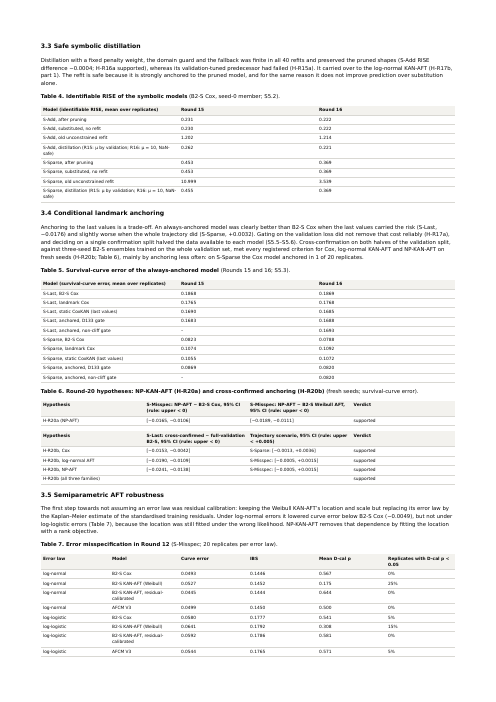 3.3 Safe symbolic distillation
Distillation with a fixed penalty weight, the domain guard and the fallback was finite in all 40 refits and preserved the pruned shapes (S-Add RISE
difference −0.0004; H-R16a supported), whereas its validation-tuned predecessor had failed (H-R15a). It carried over to the log-normal KAN-AFT (H-R17b,
part 1). The refit is safe because it is strongly anchored to the pruned model, and for the same reason it does not improve prediction over substitution
alone.
Table 4. Identifiable RISE of the symbolic models (B2-S Cox, seed-0 member; S5.2).
Model (identifiable RISE, mean over replicates) Round 15 Round 16
S-Add, after pruning 0.231 0.222
S-Add, substituted, no refit 0.230 0.222
S-Add, old unconstrained refit 1.202 1.214
S-Add, distillation (R15: μ by validation; R16: μ = 10, NaN- 0.262 0.221
safe)
S-Sparse, after pruning 0.453 0.369
S-Sparse, substituted, no refit 0.453 0.369
S-Sparse, old unconstrained refit 10.999 3.539
S-Sparse, distillation (R15: μ by validation; R16: μ = 10, NaN- 0.455 0.369
safe)
3.4 Conditional landmark anchoring
Anchoring to the last values is a trade-off. An always-anchored model was clearly better than B2-S Cox when the last values carried the risk (S-Last,
−0.0176) and slightly worse when the whole trajectory did (S-Sparse, +0.0032). Gating on the validation loss did not remove that cost reliably (H-R17a),
and deciding on a single confirmation split halved the data available to each model (S5.5–S5.6). Cross-confirmation on both halves of the validation split,
against three-seed B2-S ensembles trained on the whole validation set, met every registered criterion for Cox, log-normal KAN-AFT and NP-KAN-AFT on
fresh seeds (H-R20b; Table 6), mainly by anchoring less often: on S-Sparse the Cox model anchored in 1 of 20 replicates.
Table 5. Survival-curve error of the always-anchored model (Rounds 15 and 16; S5.3).
Model (survival-curve error, mean over replicates) Round 15 Round 16
S-Last, B2-S Cox 0.1868 0.1869
S-Last, landmark Cox 0.1765 0.1768
S-Last, static CoxKAN (last values) 0.1690 0.1685
S-Last, anchored, D133 gate 0.1683 0.1688
S-Last, anchored, non-cliff gate – 0.1693
S-Sparse, B2-S Cox 0.0823 0.0788
S-Sparse, landmark Cox 0.1074 0.1092
S-Sparse, static CoxKAN (last values) 0.1055 0.1072
S-Sparse, anchored, D133 gate 0.0869 0.0820
S-Sparse, anchored, non-cliff gate – 0.0820
Table 6. Round-20 hypotheses: NP-KAN-AFT (H-R20a) and cross-confirmed anchoring (H-R20b) (fresh seeds; survival-curve error).
Hypothesis S-Misspec: NP-AFT − B2-S Cox, 95% CI S-Misspec: NP-AFT − B2-S Weibull AFT, Verdict
(rule: upper < 0) 95% CI (rule: upper < 0)
H-R20a (NP-AFT) [−0.0165, −0.0106] [−0.0189, −0.0111] supported
Hypothesis S-Last: cross-confirmed − full-validation Trajectory scenario, 95% CI (rule: upper Verdict
B2-S, 95% CI (rule: upper < 0) < +0.005)
H-R20b, Cox [−0.0153, −0.0042] S-Sparse: [−0.0013, +0.0036] supported
H-R20b, log-normal AFT [−0.0190, −0.0089] S-Misspec: [−0.0005, +0.0015] supported
H-R20b, NP-AFT [−0.0241, −0.0138] S-Misspec: [−0.0005, +0.0015] supported
H-R20b (all three families) supported
3.5 Semiparametric AFT robustness
The first step towards not assuming an error law was residual calibration: keeping the Weibull KAN-AFT's location and scale but replacing its error law by
the Kaplan–Meier estimate of the standardised training residuals. Under log-normal errors it lowered curve error below B2-S Cox (−0.0049), but not under
log-logistic errors (Table 7), because the location was still fitted under the wrong likelihood. NP-KAN-AFT removes that dependence by fitting the location
with a rank objective.
Table 7. Error misspecification in Round 12 (S-Misspec; 20 replicates per error law).
Error law Model Curve error IBS Mean D-cal p Replicates with D-cal p <
0.05
log-normal B2-S Cox 0.0493 0.1446 0.567 0%
log-normal B2-S KAN-AFT (Weibull) 0.0527 0.1452 0.175 25%
log-normal B2-S KAN-AFT, residual- 0.0445 0.1444 0.644 0%
calibrated
log-normal AFCM V3 0.0499 0.1450 0.500 0%
log-logistic B2-S Cox 0.0580 0.1777 0.541 5%
log-logistic B2-S KAN-AFT (Weibull) 0.0641 0.1792 0.308 15%
log-logistic B2-S KAN-AFT, residual- 0.0592 0.1786 0.581 0%
calibrated
log-logistic AFCM V3 0.0544 0.1765 0.571 5%